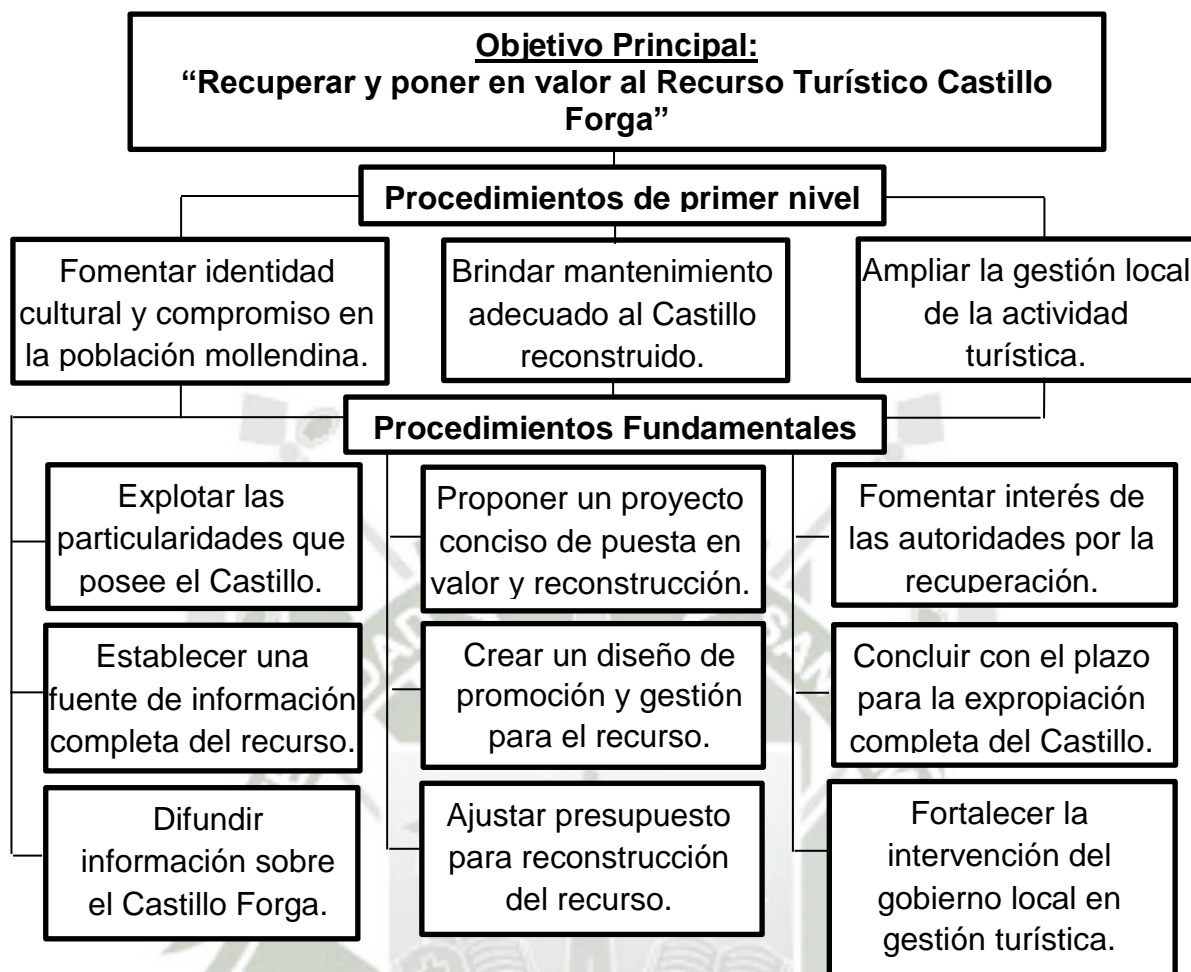 Objetivo Principal:
“Recuperar y poner en valor al Recurso Turístico Castillo
Forga”
Procedimientos de primer nivel
Fomentar identidad
cultural y compromiso en
la población mollendina.
Brindar mantenimiento
adecuado al Castillo
reconstruido.
Ampliar la gestión local
de la actividad
turística.
Procedimientos Fundamentales
Explotar las
particularidades que
posee el Castillo.
Proponer un proyecto
conciso de puesta en
valor y reconstrucción.
Fomentar interés de
las autoridades por la
recuperación.
Establecer una
fuente de información
completa del recurso.
Crear un diseño de
promoción y gestión
para el recurso.
Concluir con el plazo
para la expropiación
completa del Castillo.
Difundir
información sobre
el Castillo Forga.
Ajustar presupuesto
para reconstrucción
del recurso.
Fortalecer la
intervención del
gobierno local en
gestión turística.